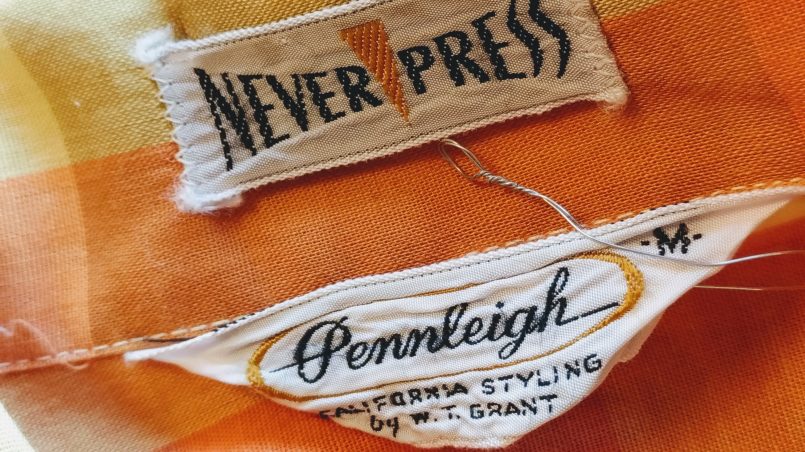 NEVER PRESS
-M-
Pennleigh
CALIFORNIA STYLING
by W.T. GRANT